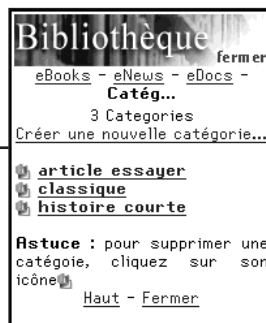 Bibliothèque
fermer
eBooks - eNews - eDocs -
Catég...
3 Categories
Créer une nouvelle catégorie...
article essayer
classique
histoire courte
Astuce : pour supprimer une
catégoie, cliquez sur son
icône
Haut - Fermer